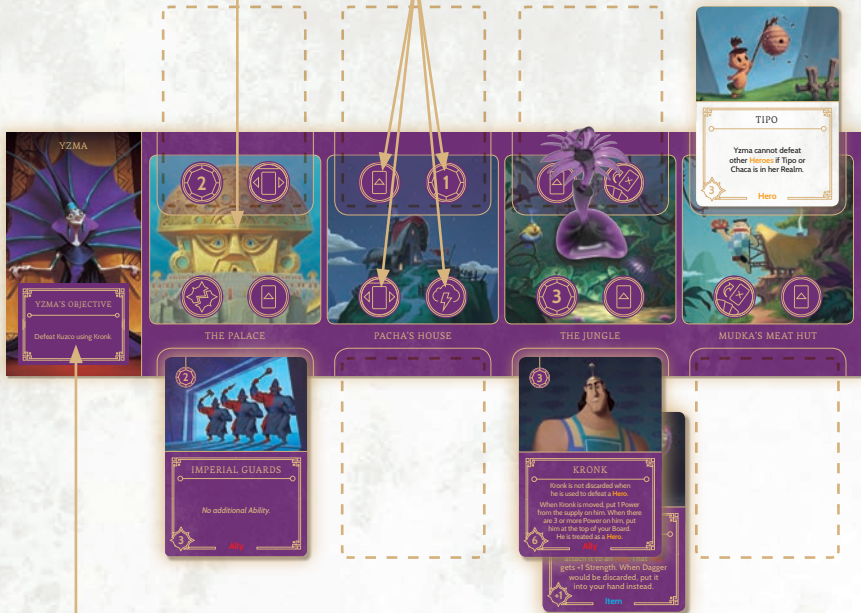 TIPO
Yzma cannot defeat
other Heroes if Tipo or
Chaca is in her Realm.
3
Hero
YZMA
YZMA'S OBJECTIVE
Defeat Kuzco using Kronk.
2
1
3
THE PALACE
PACHA'S HOUSE
THE JUNGLE
MUDKA'S MEAT HUT
2
IMPERIAL GUARDS
No additional Ability.
3
Ally
3
KRONK
Kronk is not discarded when
he is used to defeat a Hero.
When Kronk is moved, put 1 Power
from the supply on him. When there
are 3 or more Power on him, put
him at the top of your Board.
He is treated as a Hero.
6
Ally
gets +1 Strength. When Dagger
would be discarded, put it
into your hand instead.
+1
Item